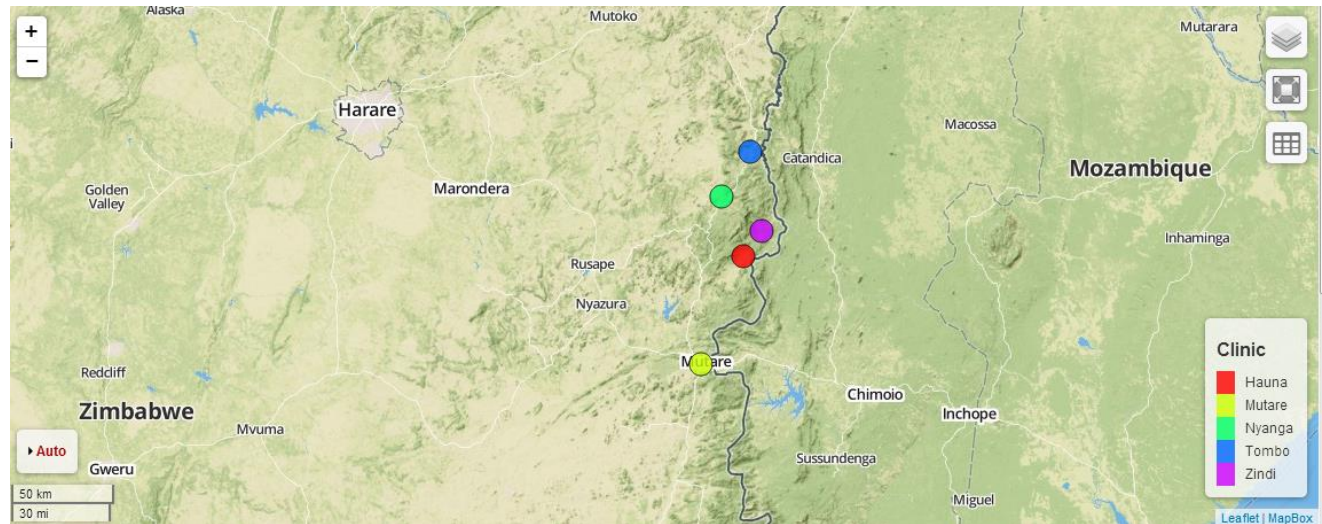 Alaska
Mutoko
Mutarara
+
−
Harare
Macossa
Catandica
Mozambique
Marondera
Golden
Valley
Inhaminga
Rusape
Nyazura
Mutare
Redcliff
Chimoio
Inchope
Zimbabwe
Mvuma
Sussundenga
Gweru
Miguel
Auto
50 km
30 mi
Clinic
Hauna
Mutare
Nyanga
Tombo
Zindi
Leaflet | MapBox